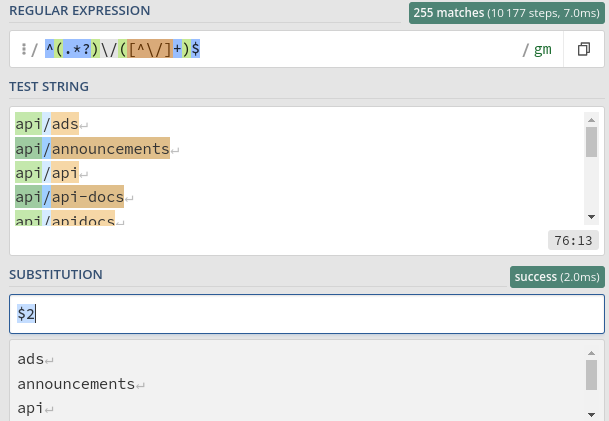 REGULAR EXPRESSION
255 matches (10 177 steps, 7.0ms)
/ ^(.*?)\/([^\/]+)$ / gm
TEST STRING
api/ads↵
api/announcements↵
api/api↵
api/api-docs↵
api/apidocs↵
76:13
SUBSTITUTION
success (2.0ms)
$2
ads↵
announcements↵
api↵